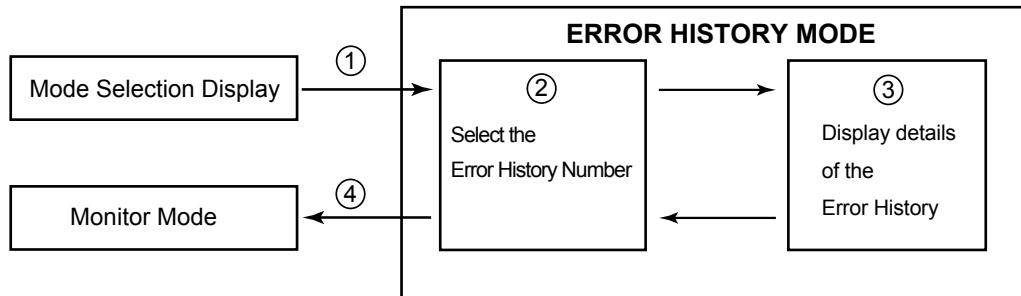 ERROR HISTORY MODE
Mode Selection Display
①
②
Select the
Error History Number
③
Display details
of the
Error History
Monitor Mode
④